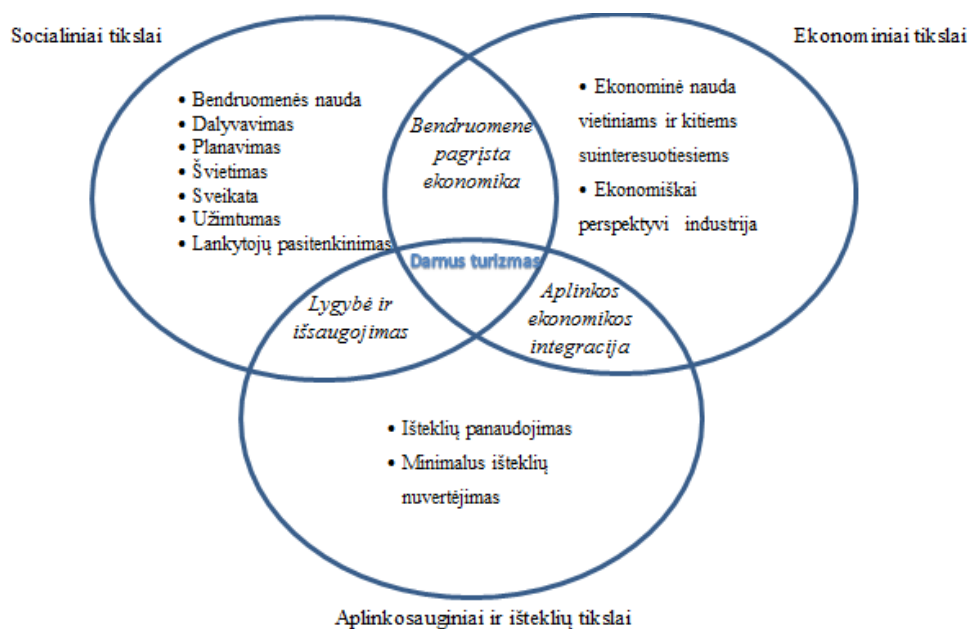 Socialiniai tikslai
Ekonominiai tikslai
• Bendruomenės nauda
• Dalyvavimas
• Planavimas
• Švietimas
• Sveikata
• Užimtumas
• Lankytojų pasitenkinimas
Bendruomene
pagrįsta
ekonomika
• Ekonominė nauda
vietiniams ir kitiems
suinteresuotiesiems
• Ekonomiškai
perspektyvi industrija
Darnus turizmas
Lygybė ir
išsaugojimas
Aplinkos
ekonomikos
integracija
• Išteklių panaudojimas
• Minimalus išteklių
nuvertėjimas
Aplinkosauginiai ir išteklių tikslai